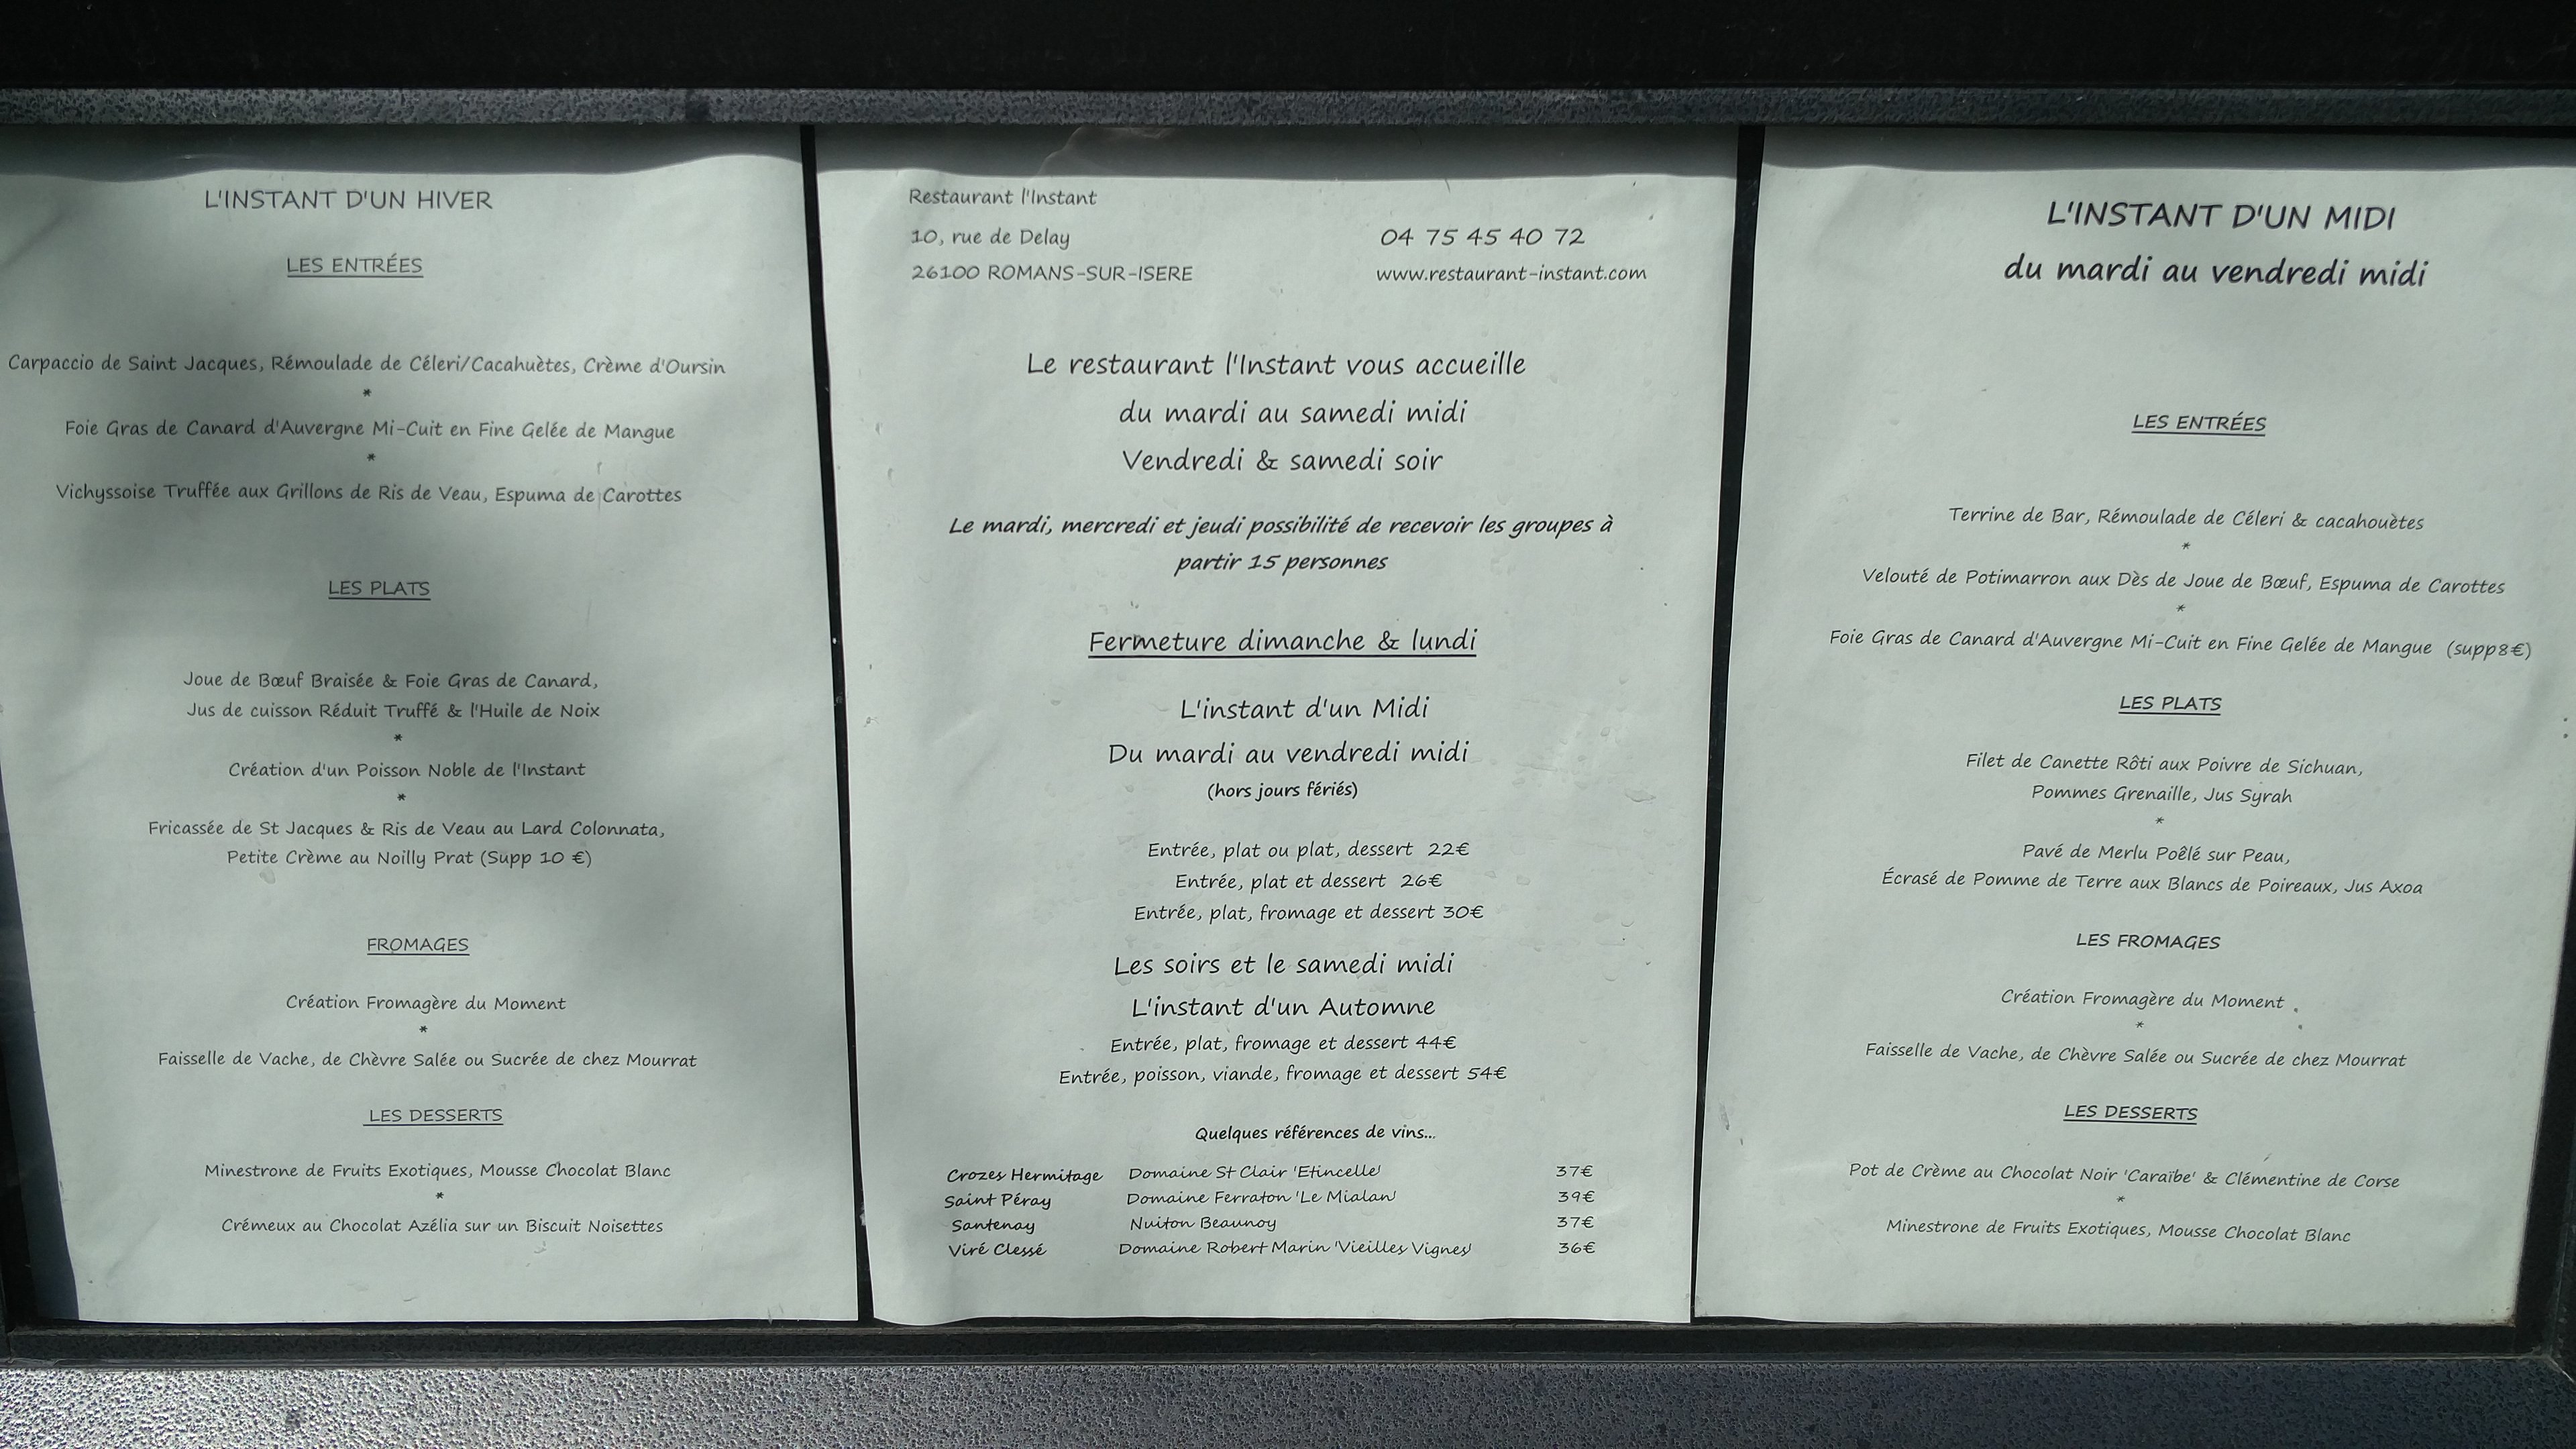 L'INSTANT D'UN HIVER
LES ENTRÉES
Carpaccio de Saint Jacques, Rémoulade de Céleri/Cacahuètes, Crème d'Oursin
*
Foie Gras de Canard d'Auvergne Mi-Cuit en Fine Gelée de Mangue
*
Vichyssoise Truffée aux Grillons de Ris de Veau, Espuma de Carottes
LES PLATS
Joue de Bœuf Braisée & Foie Gras de Canard,
Jus de cuisson Réduit Truffé & l'Huile de Noix
*
Création d'un Poisson Noble de l'Instant
*
Fricassée de St Jacques & Ris de Veau au Lard Colonnata,
Petite Crème au Noilly Prat (Supp 10 €)
FROMAGES
Création Fromagère du Moment
*
Faisselle de Vache, de Chèvre Salée ou Sucrée de chez Mourrat
LES DESSERTS
Minestrone de Fruits Exotiques, Mousse Chocolat Blanc
*
Crémeux au Chocolat Azélia sur un Biscuit Noisettes
Restaurant l'Instant
10, rue de Delay 04 75 45 40 72
26100 ROMANS-SUR-ISERE www.restaurant-instant.com
Le restaurant l'Instant vous accueille
du mardi au samedi midi
Vendredi & samedi soir
Le mardi, mercredi et jeudi possibilité de recevoir les groupes à
partir 15 personnes
Fermeture dimanche & lundi
L'instant d'un Midi
Du mardi au vendredi midi
(hors jours fériés)
Entrée, plat ou plat, dessert 22€
Entrée, plat et dessert 26€
Entrée, plat, fromage et dessert 30€
Les soirs et le samedi midi
L'instant d'un Automne
Entrée, plat, fromage et dessert 44€
Entrée, poisson, viande, fromage et dessert 54€
Quelques références de vins...
Crozes Hermitage Domaine St Clair 'Etincelle' 37€
Saint Péray Domaine Ferraton 'Le Mialan' 39€
Santenay Nuiton Beaunoy 37€
Viré Clessé Domaine Robert Marin 'Vieilles Vignes' 36€
L'INSTANT D'UN MIDI
du mardi au vendredi midi
LES ENTRÉES
Terrine de Bar, Rémoulade de Céleri & cacahouètes
*
Velouté de Potimarron aux Dès de Joue de Bœuf, Espuma de Carottes
*
Foie Gras de Canard d'Auvergne Mi-Cuit en Fine Gelée de Mangue (supp8€)
LES PLATS
Filet de Canette Rôti aux Poivre de Sichuan,
Pommes Grenaille, Jus Syrah
*
Pavé de Merlu Poêlé sur Peau,
Écrasé de Pomme de Terre aux Blancs de Poireaux, Jus Axoa
LES FROMAGES
Création Fromagère du Moment
*
Faisselle de Vache, de Chèvre Salée ou Sucrée de chez Mourrat
LES DESSERTS
Pot de Crème au Chocolat Noir 'Caraïbe' & Clémentine de Corse
*
Minestrone de Fruits Exotiques, Mousse Chocolat Blanc